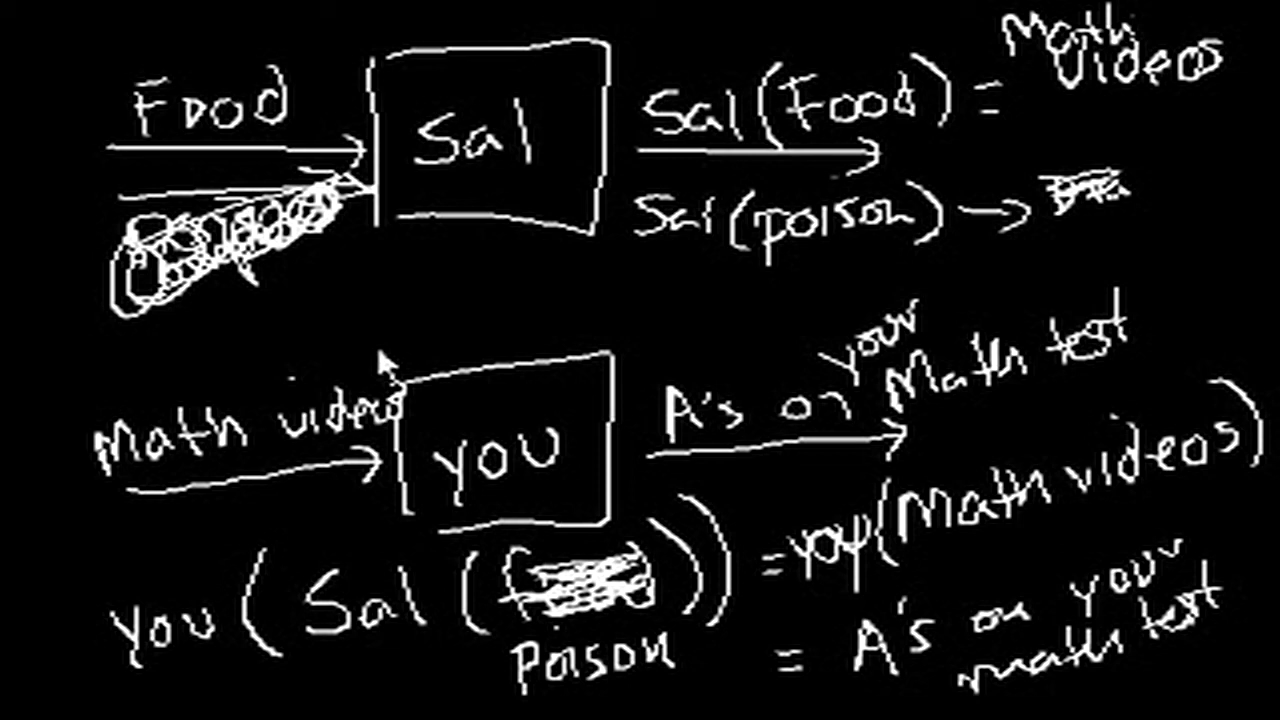 Food
Sal
Sal(Food) = Math Videos
Sal(poison) →
Math videos
you
A's on your Math test
you(Sal(
Poison
)) = you(Math videos)
= A's on your math test